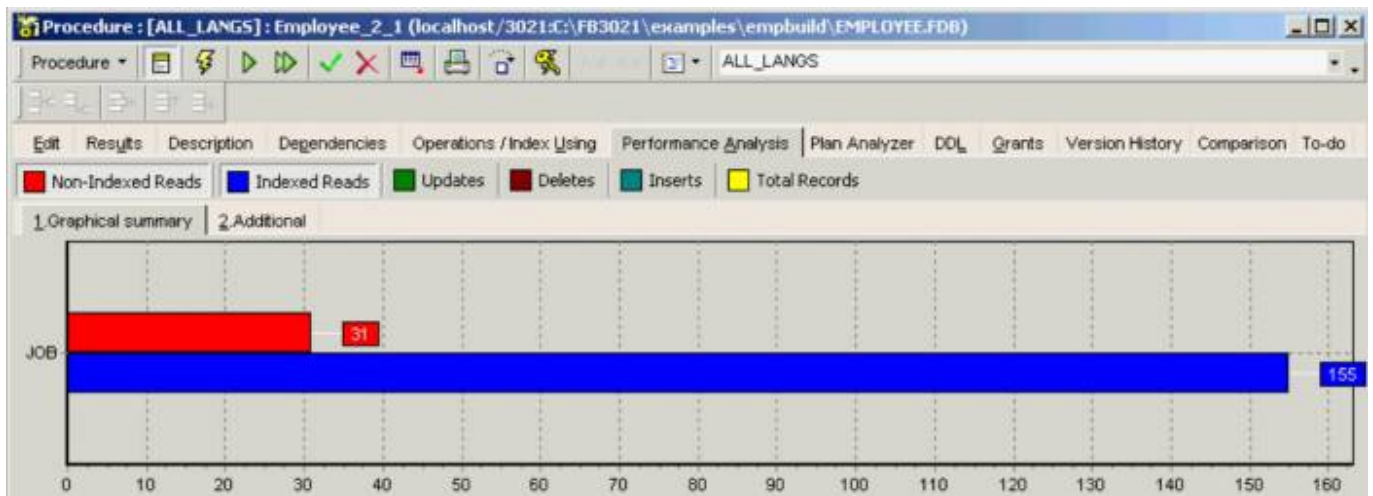 Procedure : [ALL_LANGS] : Employee_2_1 (localhost/3021:C:\FB3021\examples\empbuild\EMPLOYEE.FDB)
Procedure ALL_LANGS
Edit Results Description Dependencies Operations / Index Using Performance Analysis Plan Analyzer DDL Grants Version History Comparison To-do
Non-Indexed Reads Indexed Reads Updates Deletes Inserts Total Records
1.Graphical summary 2.Additional
31
JOB
155
0 10 20 30 40 50 60 70 80 90 100 110 120 130 140 150 160